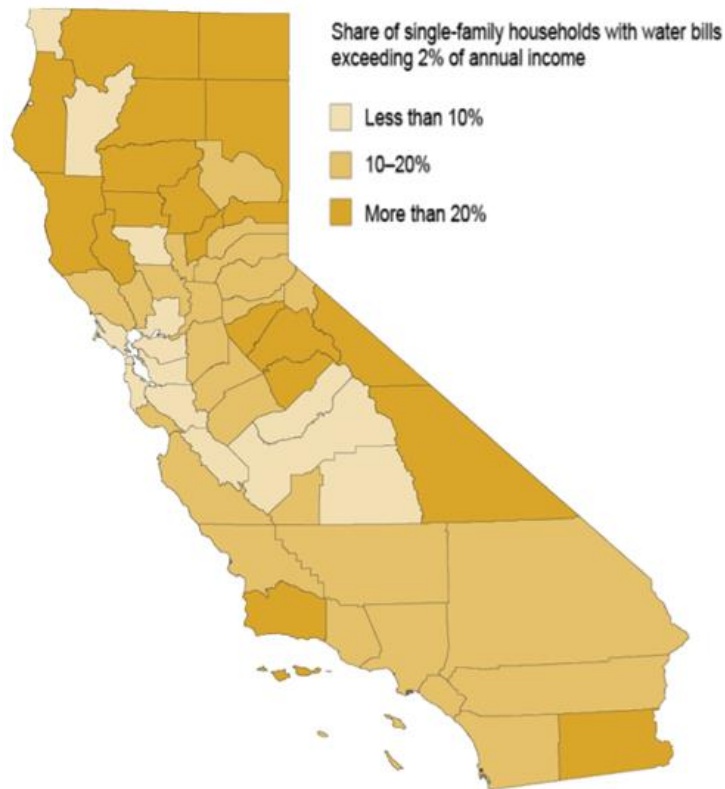 Share of single-family households with water bills
exceeding 2% of annual income
Less than 10%
10–20%
More than 20%